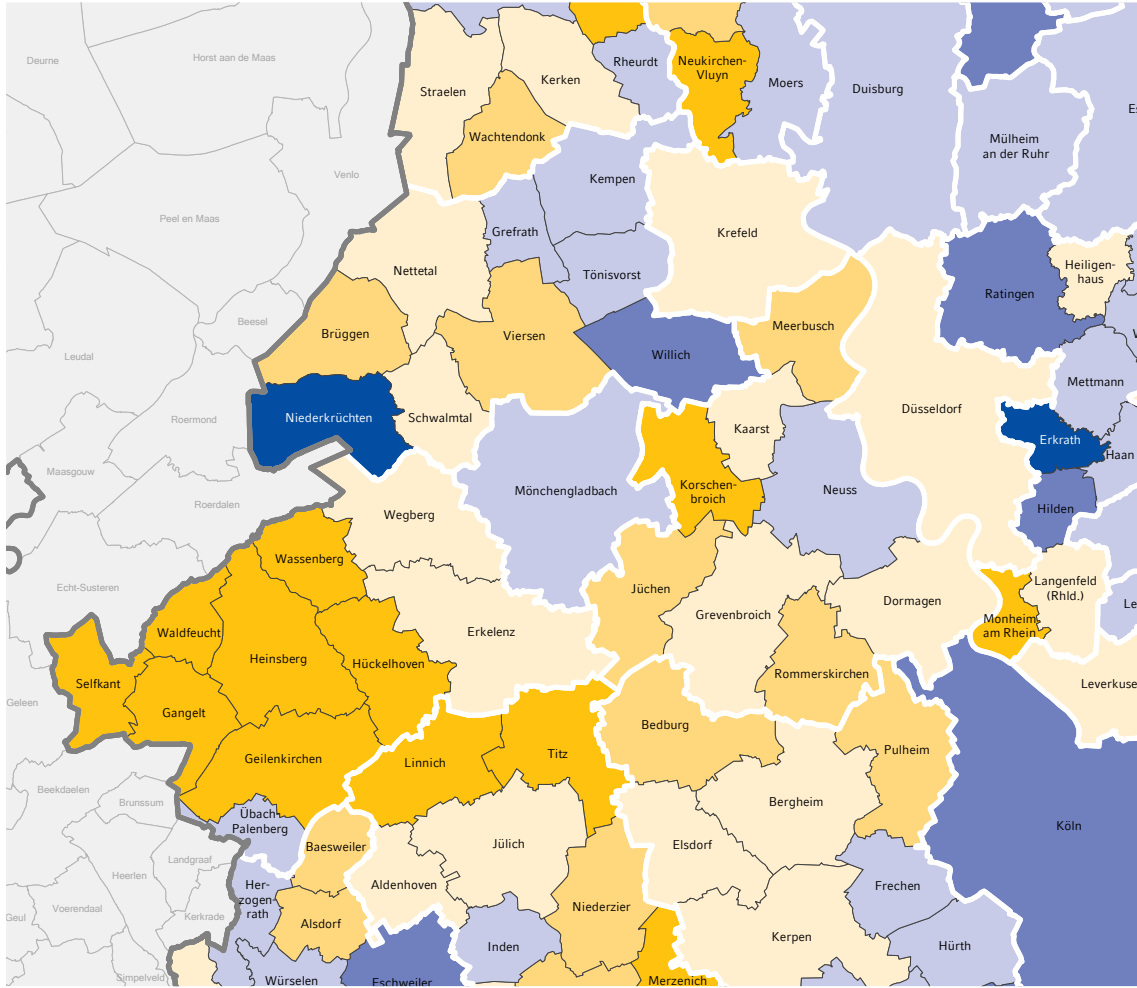 Horst aan de Maas
Deurne
Rheurdt
Neukirchen-
Vluyn
Kerken
Moers
Duisburg
Straelen
Es
Wachtendonk
Mülheim
an der Ruhr
Venlo
Kempen
Peel en Maas
Grefrath
Krefeld
Nettetal
Tönisvorst
Heiligen-
haus
Ratingen
Beesel
Brüggen
Viersen
Meerbusch
Leudal
Willich
Mettmann
Düsseldorf
Roermond
Niederkrüchten
Schwalmtal
Kaarst
Erkrath
Haan
Maasgouw
Mönchengladbach
Korschen-
broich
Neuss
Roerdalen
Wegberg
Hilden
Wassenberg
Echt-Susteren
Jüchen
Langenfeld
(Rhld.)
Dormagen
Le
Grevenbroich
Monheim
am Rhein
Waldfeucht
Erkelenz
Heinsberg
Hückelhoven
Rommerskirchen
Selfkant
Leverkuse
Geleen
Gangelt
Bedburg
Pulheim
Geilenkirchen
Linnich
Titz
Beekdaelen
Brunssum
Bergheim
Übach-
Palenberg
Köln
Baesweiler
Jülich
Elsdorf
Landgraaf
Heerlen
Aldenhoven
Her-
zogen-
rath
Frechen
Voerendaal
Niederzier
Geul
Kerkrade
Alsdorf
Kerpen
Inden
Hürth
Simpelveld
Würselen
Eschweiler
Merzenich